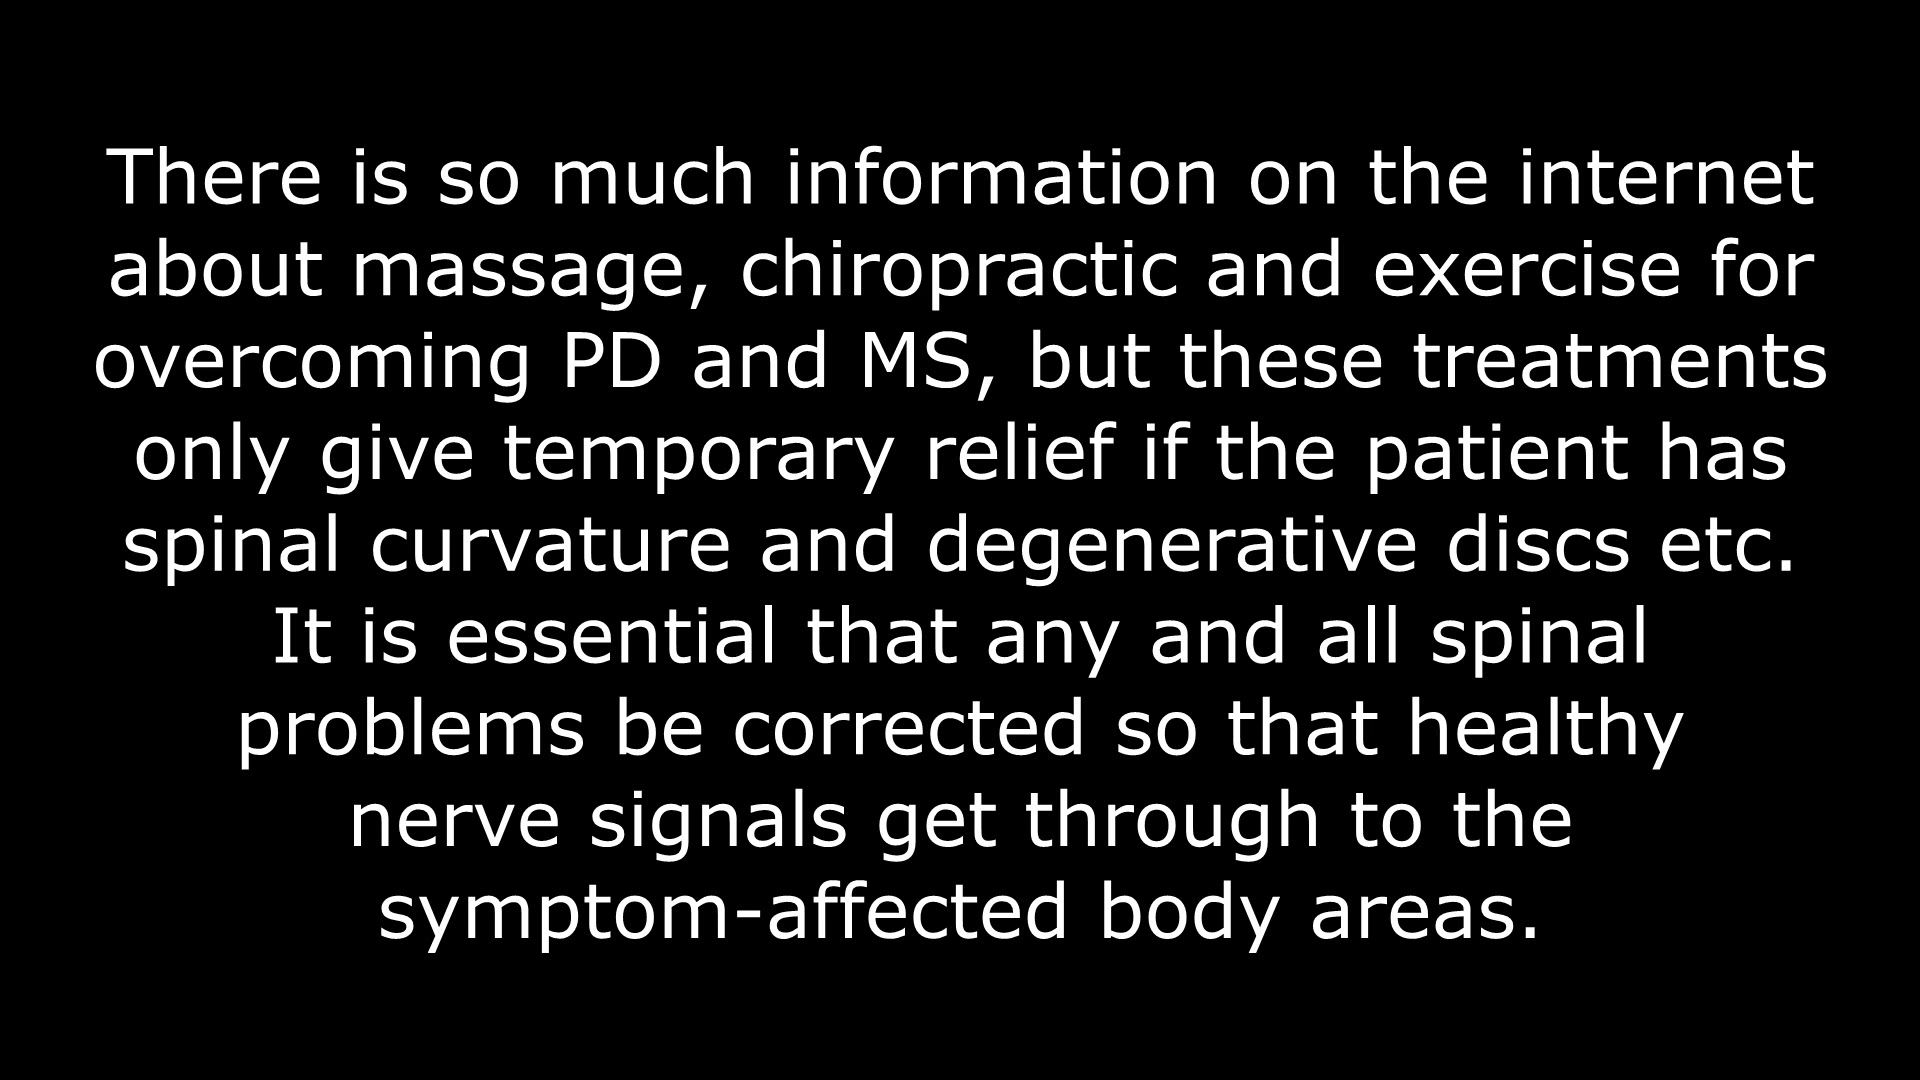 There is so much information on the internet
about massage, chiropractic and exercise for
overcoming PD and MS, but these treatments
only give temporary relief if the patient has
spinal curvature and degenerative discs etc.
It is essential that any and all spinal
problems be corrected so that healthy
nerve signals get through to the
symptom-affected body areas.